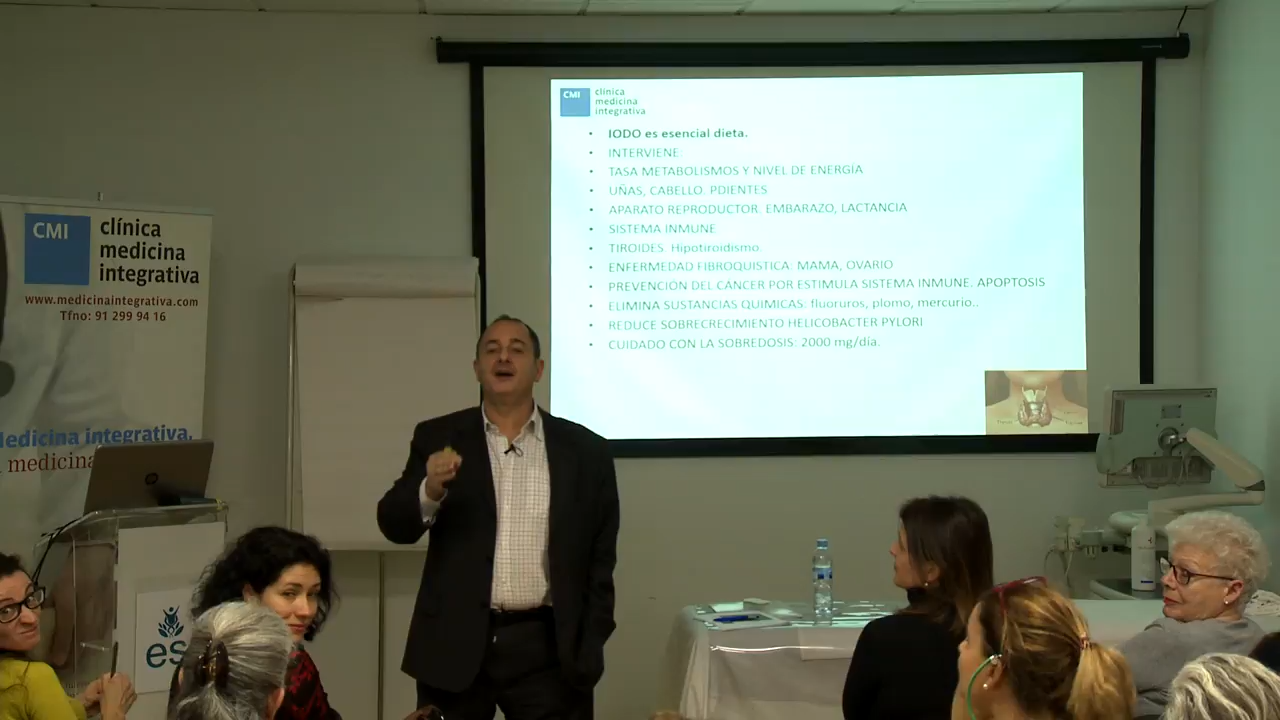 CMI
clínica
medicina
integrativa
IODO es esencial dieta.
INTERVIENE:
TASA METABOLISMOS Y NIVEL DE ENERGÍA
UÑAS, CABELLO. PDIENTES
APARATO REPRODUCTOR. EMBARAZO, LACTANCIA
SISTEMA INMUNE
TIROIDES. Hipotiroidismo.
ENFERMEDAD FIBROQUISTICA: MAMA, OVARIO
PREVENCIÓN DEL CANCER POR ESTIMULA SISTEMA INMUNE. APOPTOSIS
ELIMINA SUSTANCIAS QUIMICAS: fluoruros, plomo, mercurio..
REDUCE SOBRECRECIMIENTO HELICOBACTER PYLORI
CUIDADO CON LA SOBREDOSIS: 2000 mg/día.
CMI
clínica
medicina
integrativa
www.medicinaintegrativa.com
Tfno: 91 299 94 16
Medicina integrativa,
medicina
es